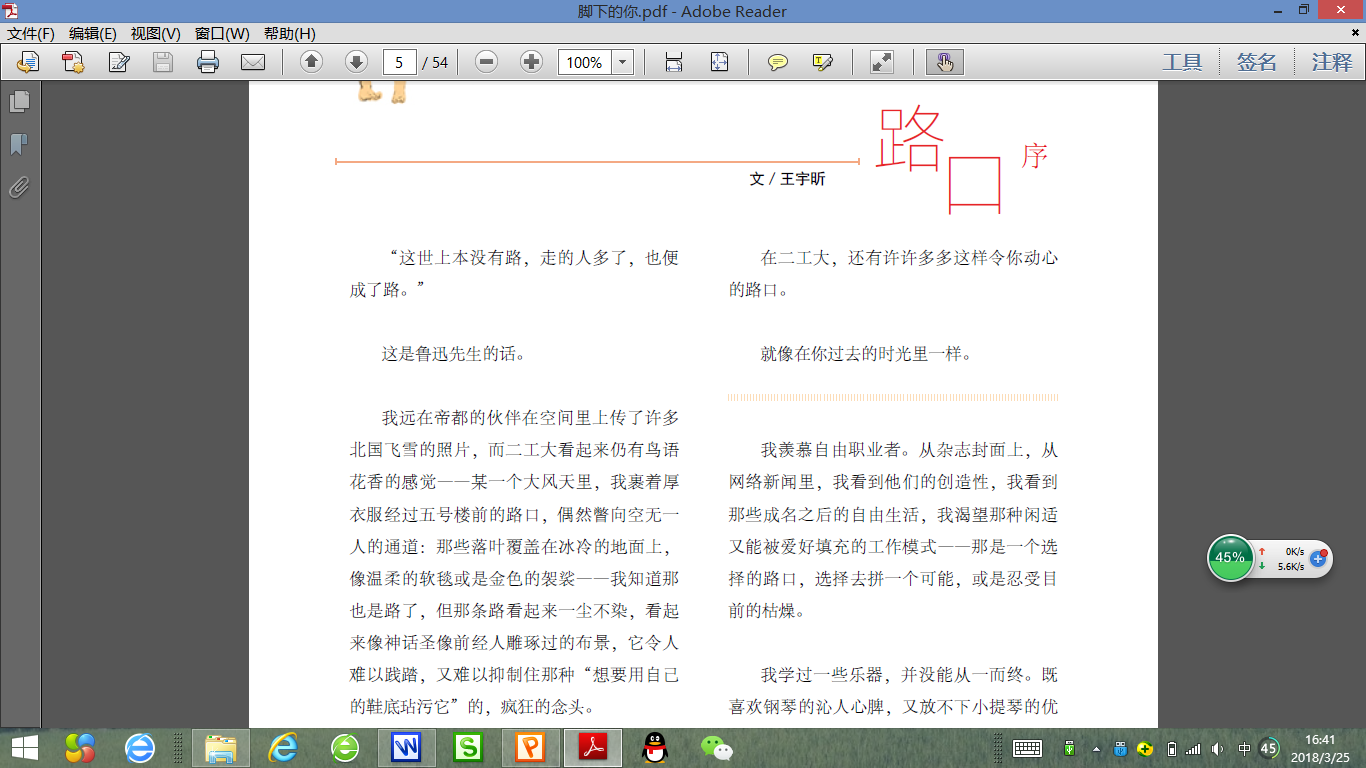 脚下的你.pdf - Adobe Reader
文件(F) 编辑(E) 视图(V) 窗口(W) 帮助(H)
5 / 54 100% 工具 签名 注释
路口 序
文 / 王宇昕
“这世上本没有路，走的人多了，也便
成了路。”
这是鲁迅先生的话。
我远在帝都的伙伴在空间里上传了许多
北国飞雪的照片，而二工大看起来仍有鸟语
花香的感觉——某一个大风天里，我裹着厚
衣服经过五号楼前的路口，偶然瞥向空无一
人的通道：那些落叶覆盖在冰冷的地面上，
像温柔的软毯或是金色的袈裟——我知道那
也是路了，但那条路看起来一尘不染，看起
来像神话圣像前经人雕琢过的布景，它令人
难以践踏，又难以抑制住那种“想要用自己
的鞋底玷污它”的，疯狂的念头。
在二工大，还有许许多多这样令你动心
的路口。
就像在你过去的时光里一样。
我羡慕自由职业者。从杂志封面上，从
网络新闻里，我看到他们的创造性，我看到
那些成名之后的自由生活，我渴望那种闲适
又能被爱好填充的工作模式——那是一个选
择的路口，选择去拼一个可能，或是忍受目
前的枯燥。
我学过一些乐器，并没能从一而终。既
喜欢钢琴的沁人心脾，又放不下小提琴的优
45%
0K/s
5.6K/s
中 45
16:41
2018/3/25